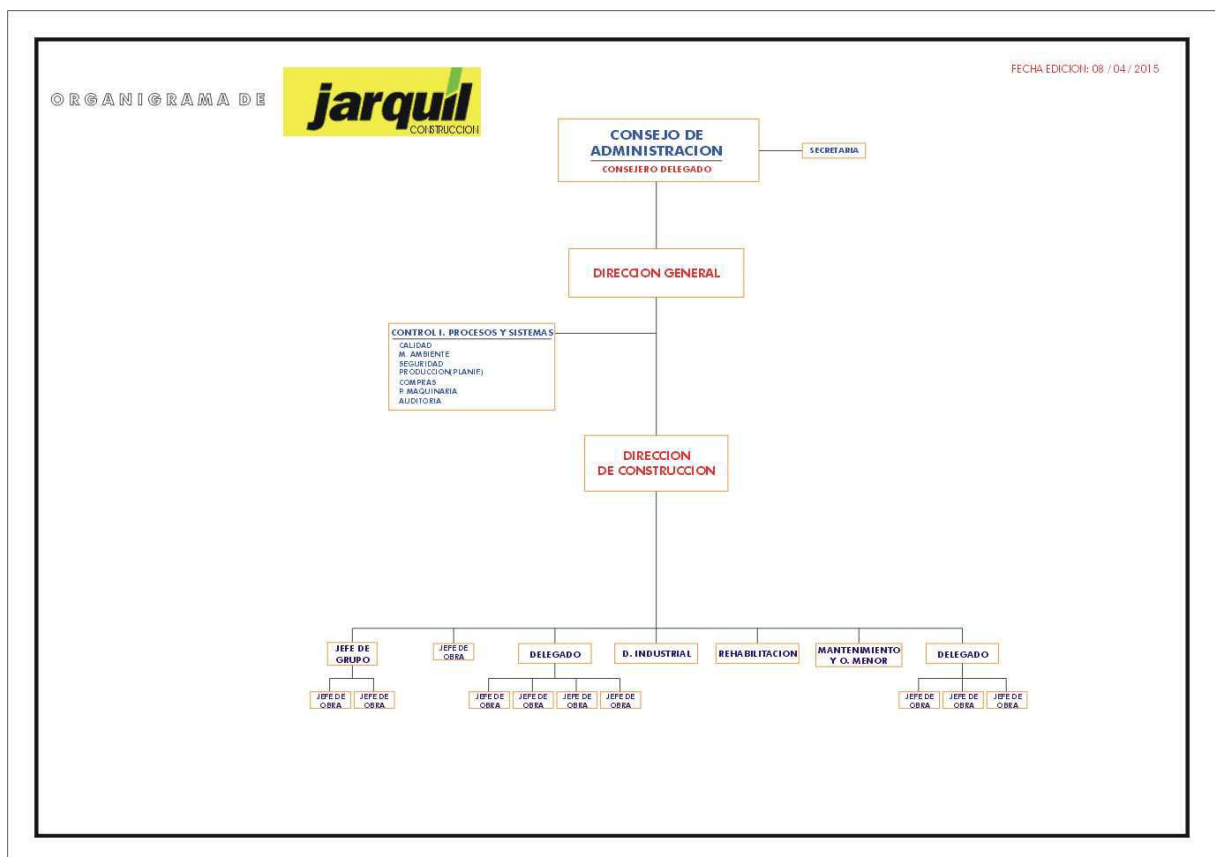 FECHA EDICION: 08 / 04 / 2015
ORGANIGRAMA DE
jarquil
CONSTRUCCION
CONSEJO DE
ADMINISTRACION
CONSEJERO DELEGADO
SECRETARIA
DIRECCION GENERAL
CONTROL I. PROCESOS Y SISTEMAS
CALIDAD
M. AMBIENTE
SEGURIDAD
PRODUCCION(PLANIF.)
COMPRAS
P. MAQUINARIA
AUDITORIA
DIRECCION
DE CONSTRUCCION
JEFE DE
GRUPO
JEFE DE
OBRA
DELEGADO
D. INDUSTRIAL
REHABILITACION
MANTENIMIENTO
Y O. MENOR
DELEGADO
JEFE DE
OBRA
JEFE DE
OBRA
JEFE DE
OBRA
JEFE DE
OBRA
JEFE DE
OBRA
JEFE DE
OBRA
JEFE DE
OBRA
JEFE DE
OBRA
JEFE DE
OBRA